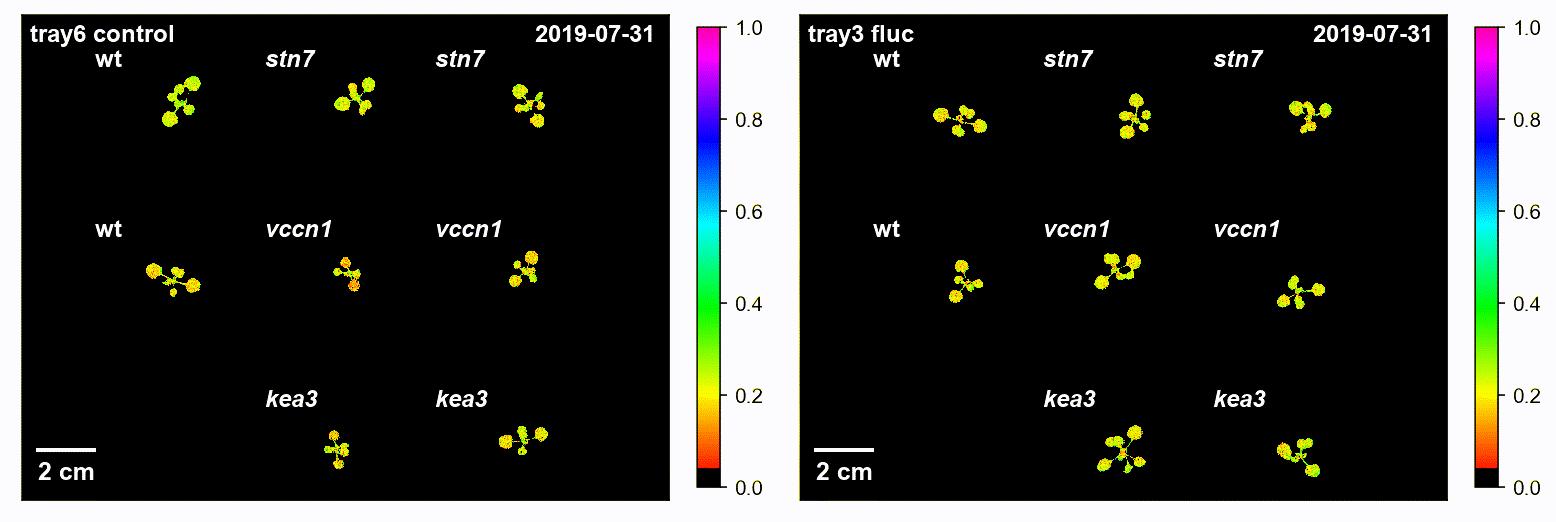 tray6 control 2019-07-31
wt stn7 stn7
wt vccn1 vccn1
kea3 kea3
2 cm
1.0
0.8
0.6
0.4
0.2
0.0
tray3 fluc 2019-07-31
wt stn7 stn7
wt vccn1 vccn1
kea3 kea3
2 cm
1.0
0.8
0.6
0.4
0.2
0.0